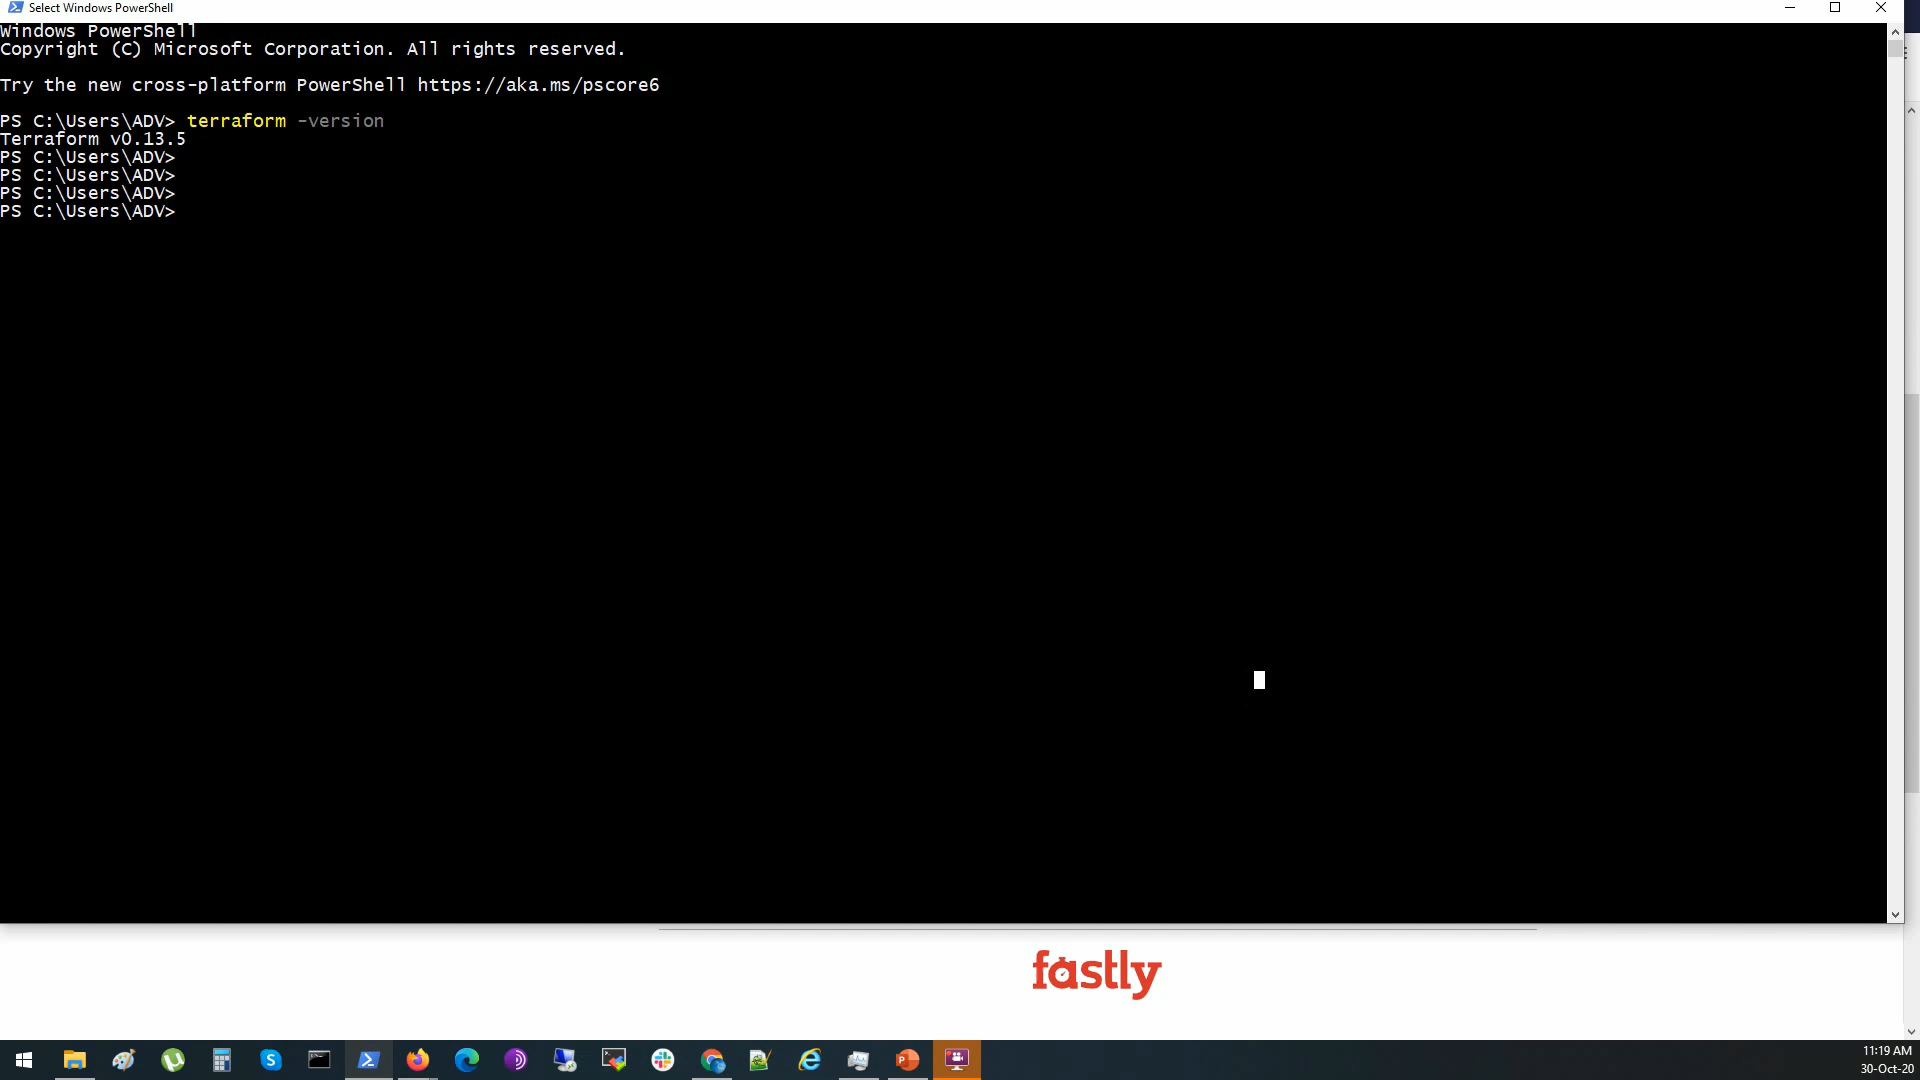 Select Windows PowerShell
Windows PowerShell
Copyright (C) Microsoft Corporation. All rights reserved.
Try the new cross-platform PowerShell https://aka.ms/pscore6
PS C:\Users\ADV> terraform -version
Terraform v0.13.5
PS C:\Users\ADV>
PS C:\Users\ADV>
PS C:\Users\ADV>
PS C:\Users\ADV>
fastly
11:19 AM
30-Oct-20